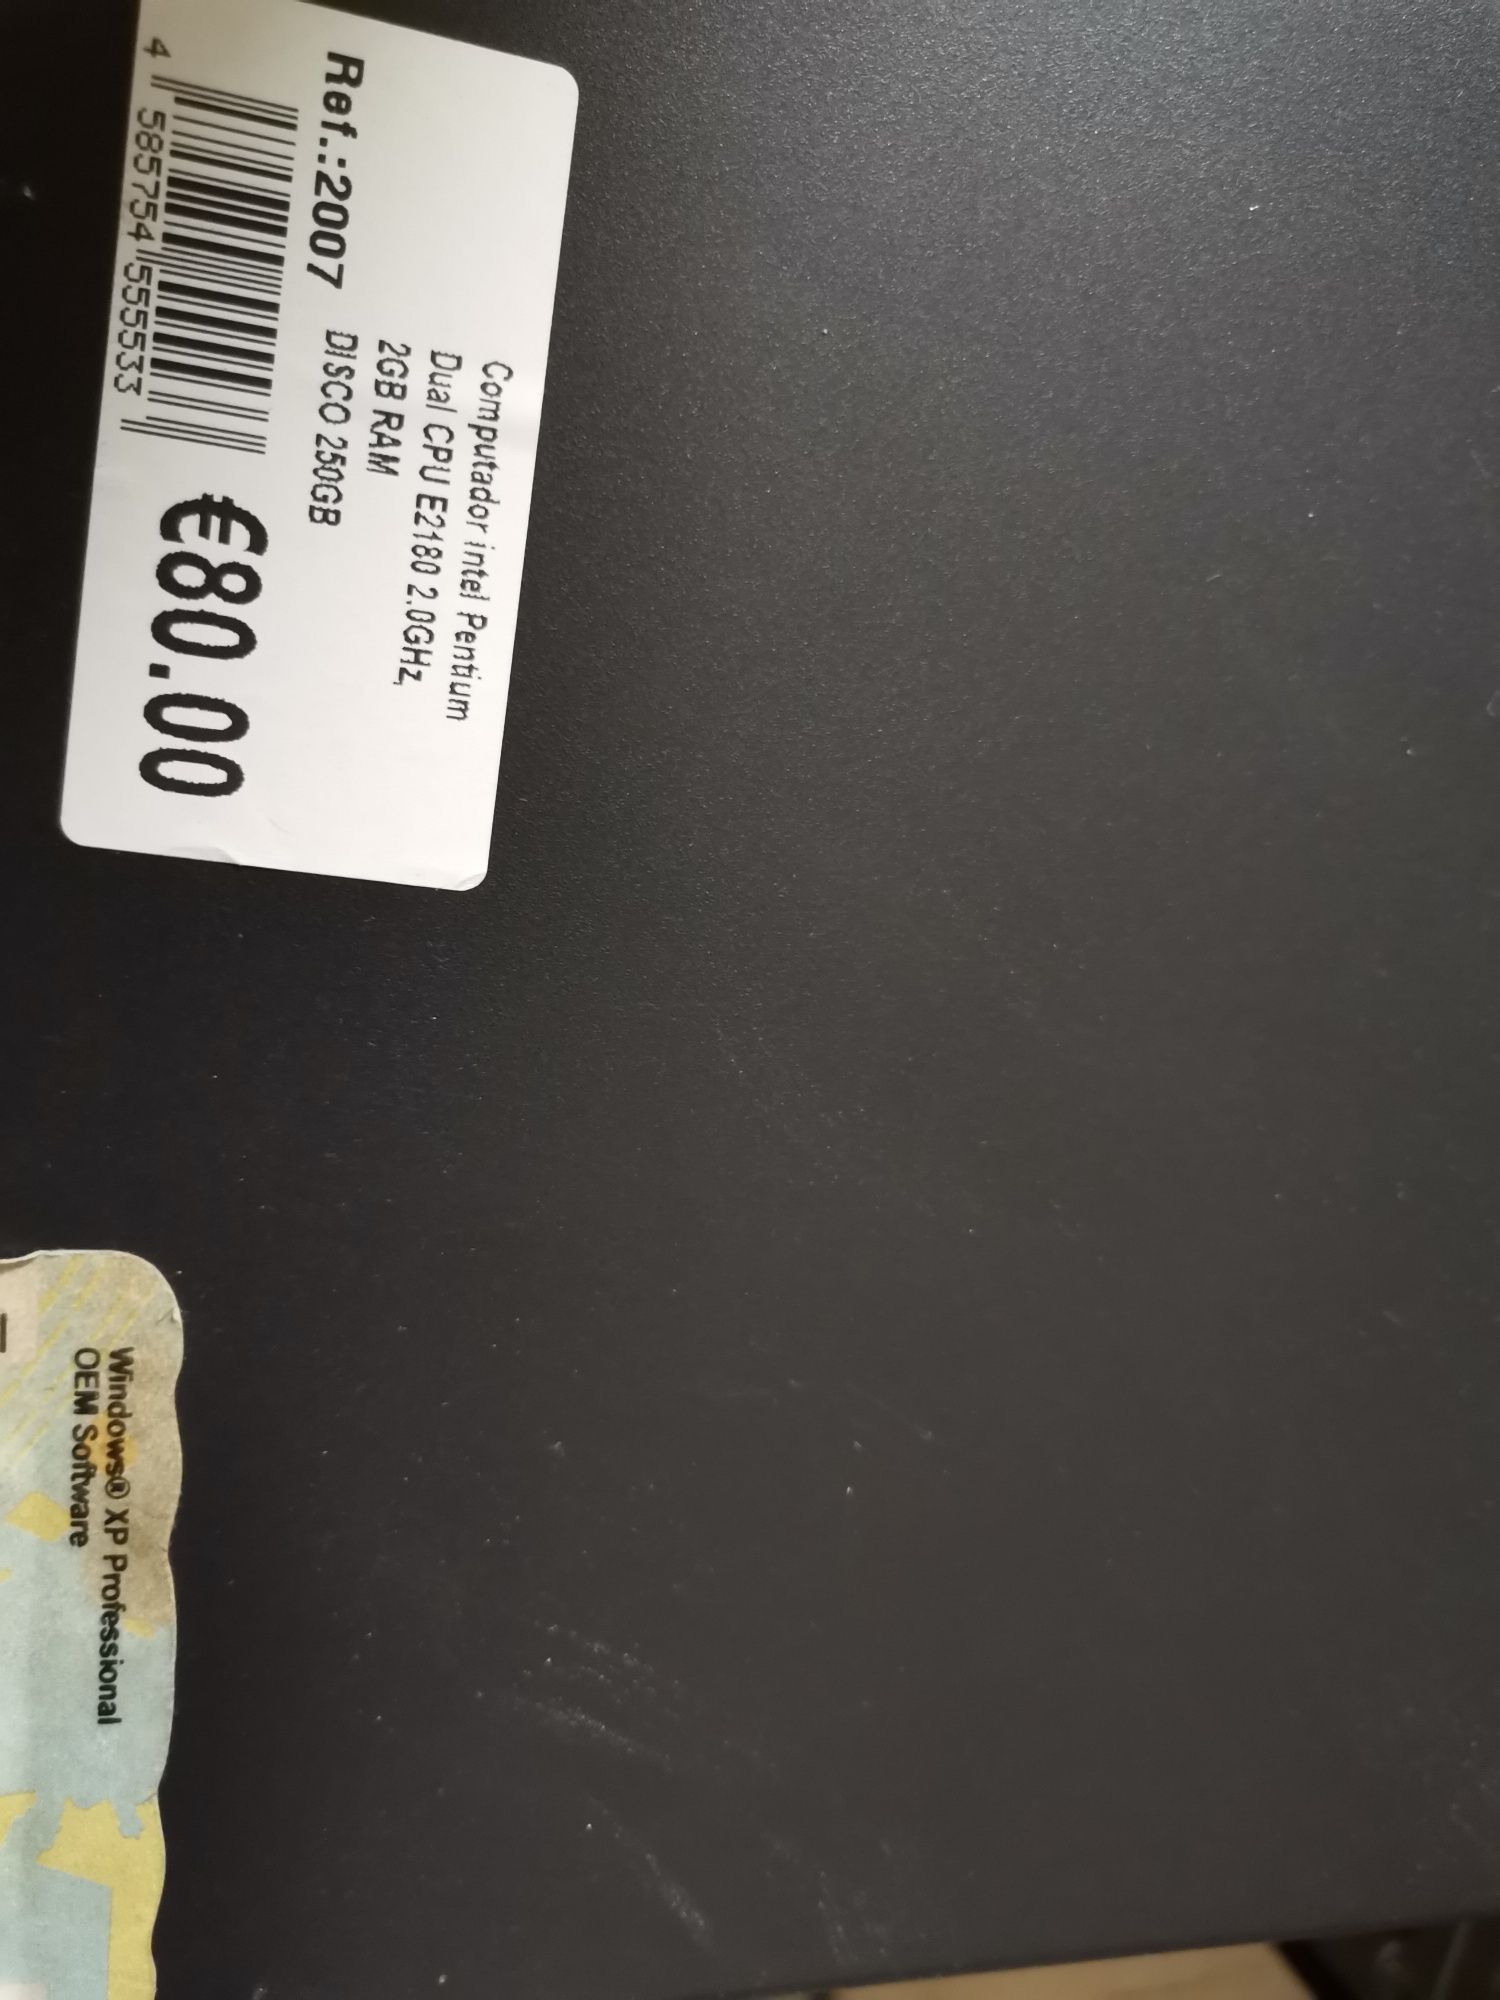 Computador intel Pentium
Dual CPU E2180 2.0GHz,
2GB RAM
DISCO 250GB
Ref.:2007
4 585754 555533
€80.00
Windows® XP Professional
OEM Software